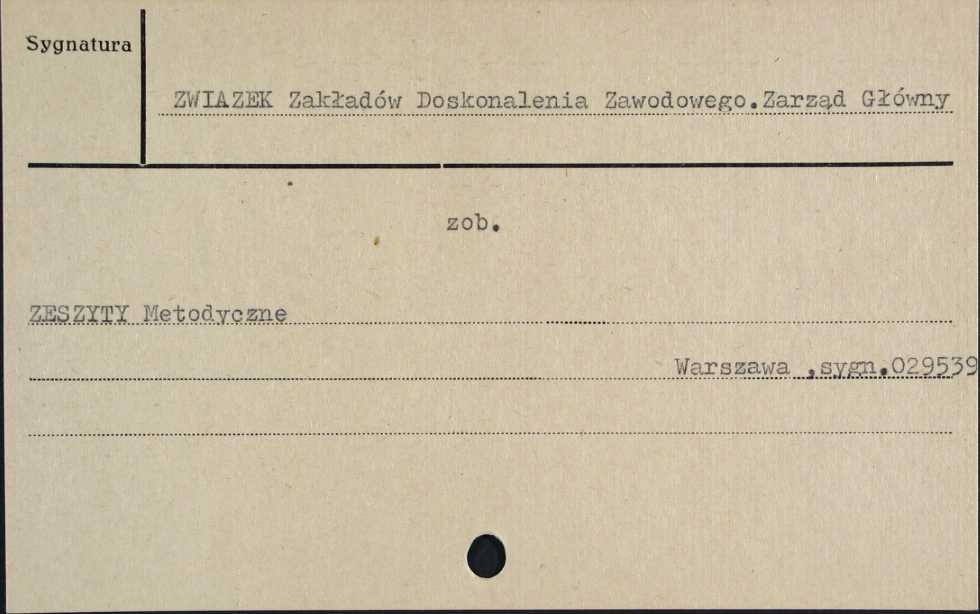 Sygnatura
ZWIAZEK Zakładów Doskonalenia Zawodowego.Zarząd Główny
zob.
ZESZYTY Metodyczne
Warszawa ,sygn.029539